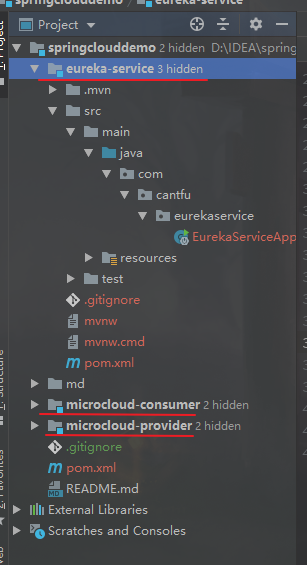 springclouddemo eureka-service
1: Project
Project
springclouddemo 2 hidden D:\IDEA\spring
eureka-service 3 hidden
.mvn
src
main
java
com
cantfu
eurekaservice
EurekaServiceApp
resources
test
.gitignore
mvnw
mvnw.cmd
pom.xml
md
microcloud-consumer 2 hidden
microcloud-provider 2 hidden
.gitignore
pom.xml
README.md
External Libraries
Scratches and Consoles
Structure
2: Favorites